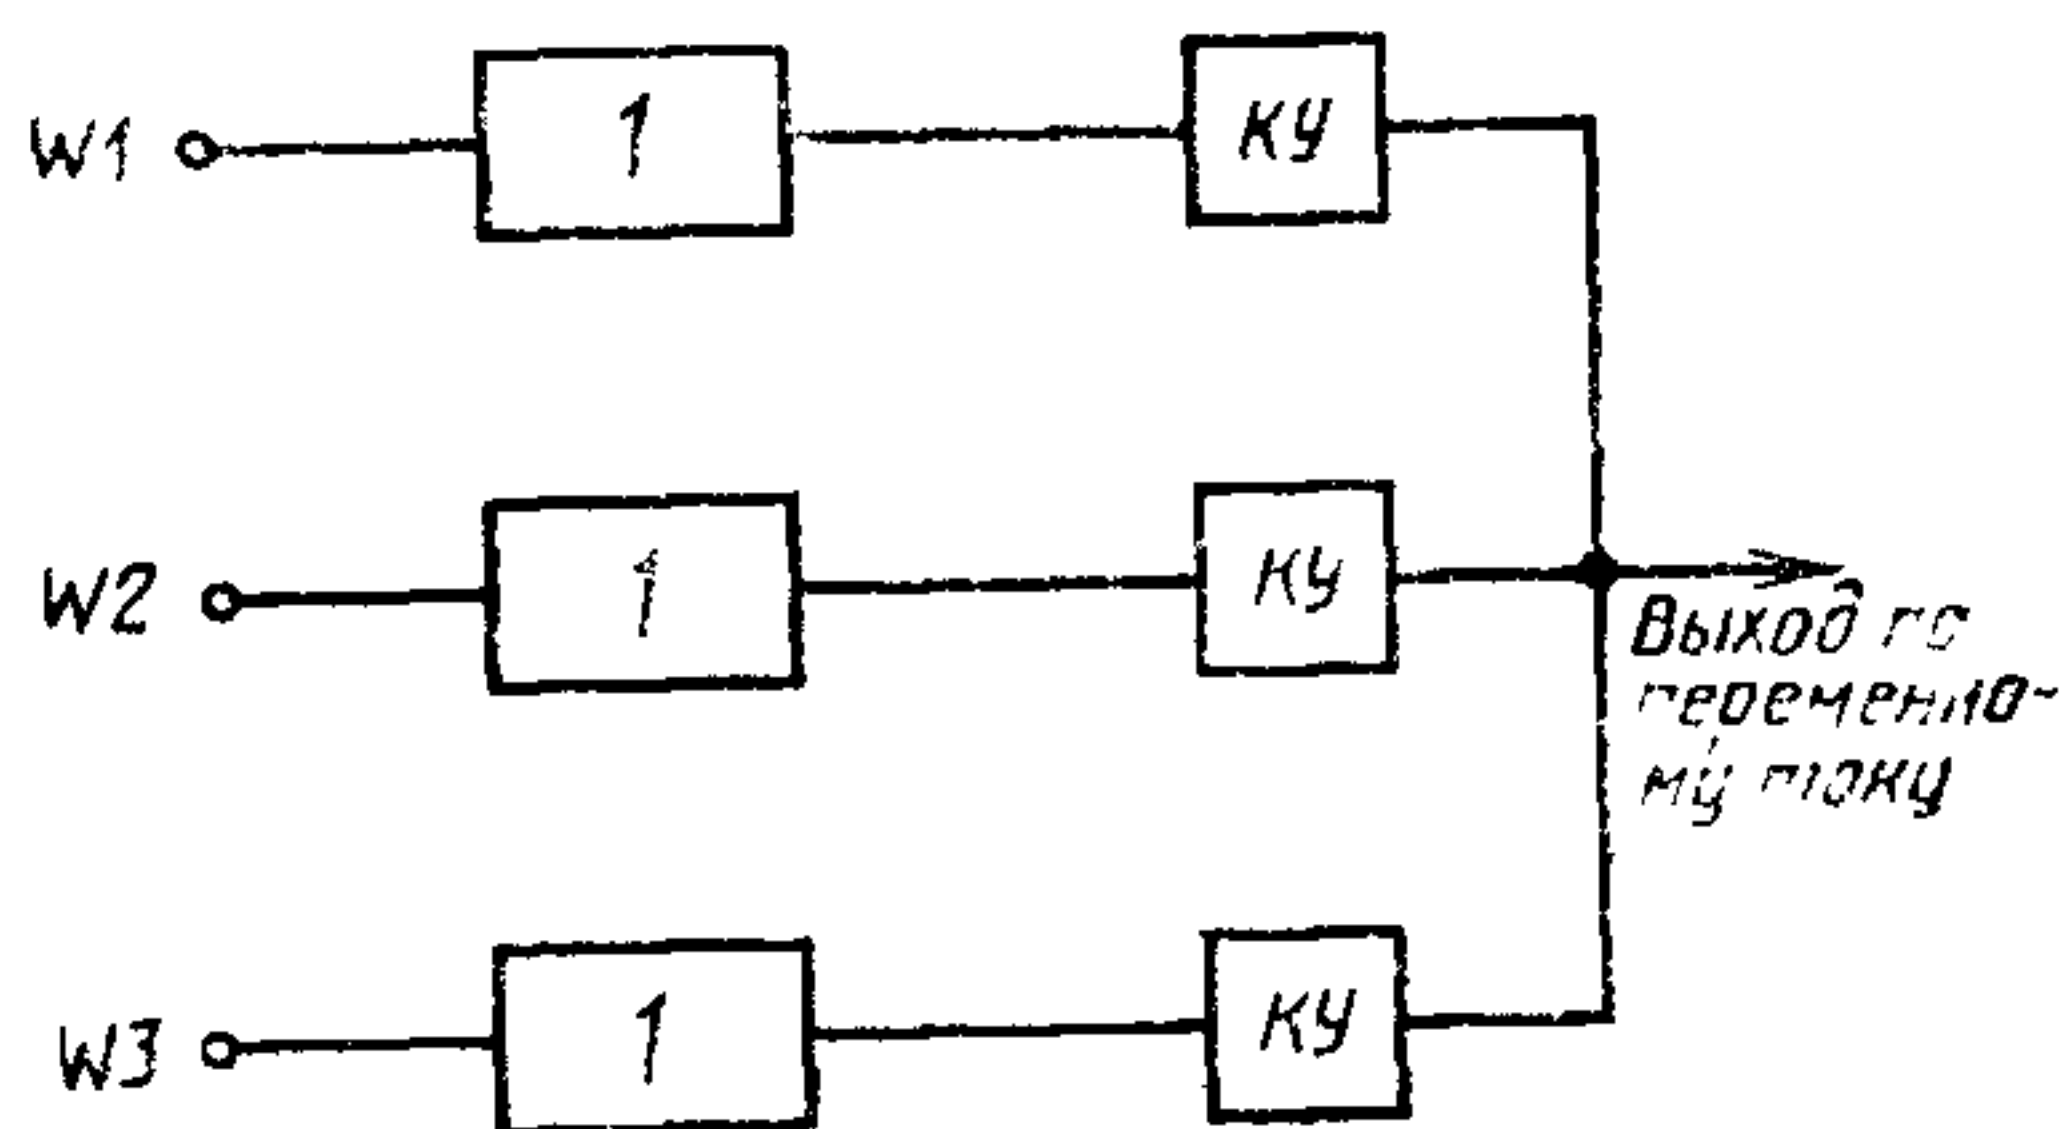 W1
1
КУ
W2
1
КУ
Выход по
переменно-
му току
W3
1
КУ